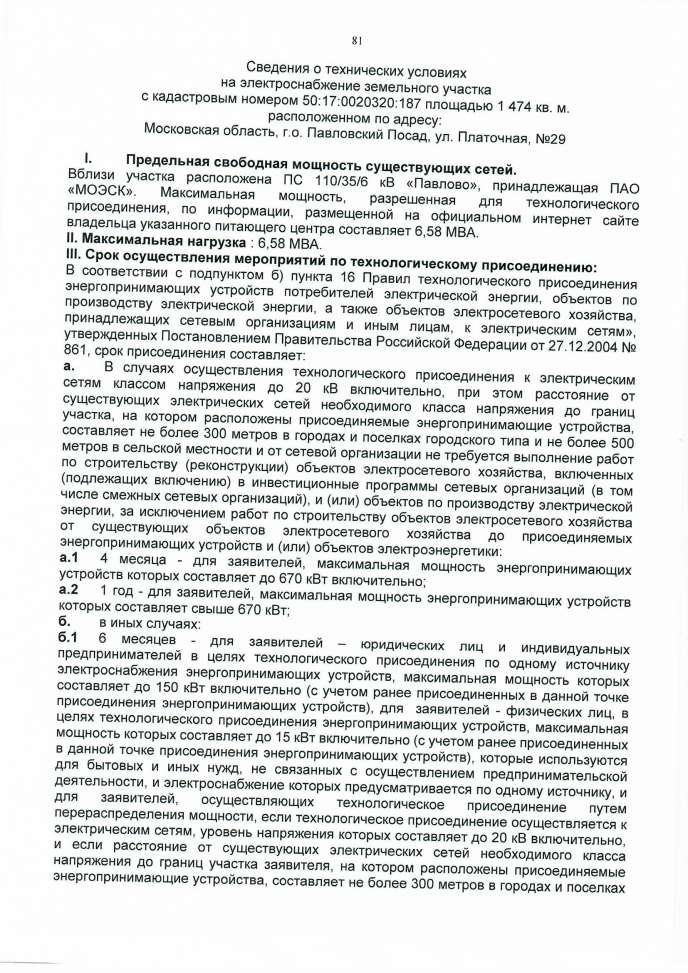 81
Сведения о технических условиях
на электроснабжение земельного участка
с кадастровым номером 50:17:0020320:187 площадью 1 474 кв. м.
расположенном по адресу:
Московская область, г.о. Павловский Посад, ул. Платочная, №29
I. Предельная свободная мощность существующих сетей.
Вблизи участка расположена ПС 110/35/6 кВ «Павлово», принадлежащая ПАО
«МОЭСК». Максимальная мощность, разрешенная для технологического
присоединения, по информации, размещенной на официальном интернет сайте
владельца указанного питающего центра составляет 6,58 МВА.
II. Максимальная нагрузка : 6,58 МВА.
III. Срок осуществления мероприятий по технологическому присоединению:
В соответствии с подпунктом б) пункта 16 Правил технологического присоединения
энергопринимающих устройств потребителей электрической энергии, объектов по
производству электрической энергии, а также объектов электросетевого хозяйства,
принадлежащих сетевым организациям и иным лицам, к электрическим сетям»,
утвержденных Постановлением Правительства Российской Федерации от 27.12.2004 №
861, срок присоединения составляет:
а. В случаях осуществления технологического присоединения к электрическим
сетям классом напряжения до 20 кВ включительно, при этом расстояние от
существующих электрических сетей необходимого класса напряжения до границ
участка, на котором расположены присоединяемые энергопринимающие устройства,
составляет не более 300 метров в городах и поселках городского типа и не более 500
метров в сельской местности и от сетевой организации не требуется выполнение работ
по строительству (реконструкции) объектов электросетевого хозяйства, включенных
(подлежащих включению) в инвестиционные программы сетевых организаций (в том
числе смежных сетевых организаций), и (или) объектов по производству электрической
энергии, за исключением работ по строительству объектов электросетевого хозяйства
от существующих объектов электросетевого хозяйства до присоединяемых
энергопринимающих устройств и (или) объектов электроэнергетики:
а.1 4 месяца - для заявителей, максимальная мощность энергопринимающих
устройств которых составляет до 670 кВт включительно;
а.2 1 год - для заявителей, максимальная мощность энергопринимающих устройств
которых составляет свыше 670 кВт;
б. в иных случаях:
б.1 6 месяцев - для заявителей – юридических лиц и индивидуальных
предпринимателей в целях технологического присоединения по одному источнику
электроснабжения энергопринимающих устройств, максимальная мощность которых
составляет до 150 кВт включительно (с учетом ранее присоединенных в данной точке
присоединения энергопринимающих устройств), для заявителей - физических лиц, в
целях технологического присоединения энергопринимающих устройств, максимальная
мощность которых составляет до 15 кВт включительно (с учетом ранее присоединенных
в данной точке присоединения энергопринимающих устройств), которые используются
для бытовых и иных нужд, не связанных с осуществлением предпринимательской
деятельности, и электроснабжение которых предусматривается по одному источнику, и
для заявителей, осуществляющих технологическое присоединение путем
перераспределения мощности, если технологическое присоединение осуществляется к
электрическим сетям, уровень напряжения которых составляет до 20 кВ включительно,
и если расстояние от существующих электрических сетей необходимого класса
напряжения до границ участка заявителя, на котором расположены присоединяемые
энергопринимающие устройства, составляет не более 300 метров в городах и поселках